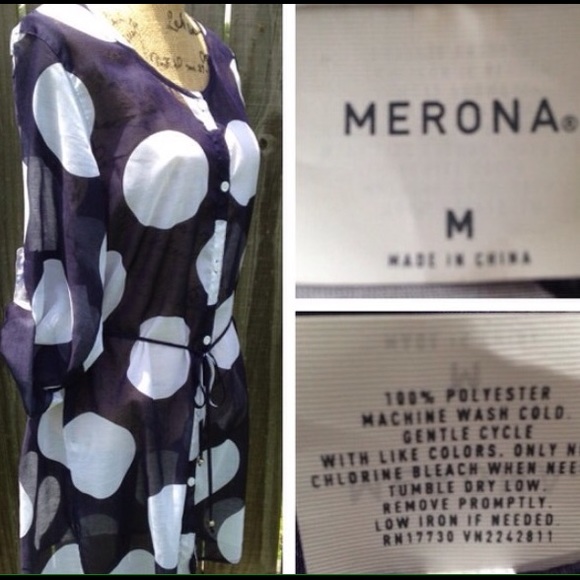 MERONA®
M
MADE IN CHINA
100% POLYESTER
MACHINE WASH COLD.
GENTLE CYCLE
WITH LIKE COLORS. ONLY
CHLORINE BLEACH WHEN
TUMBLE DRY LOW.
REMOVE PROMPTLY.
LOW IRON IF NEEDED.
RN17730 VN2242811